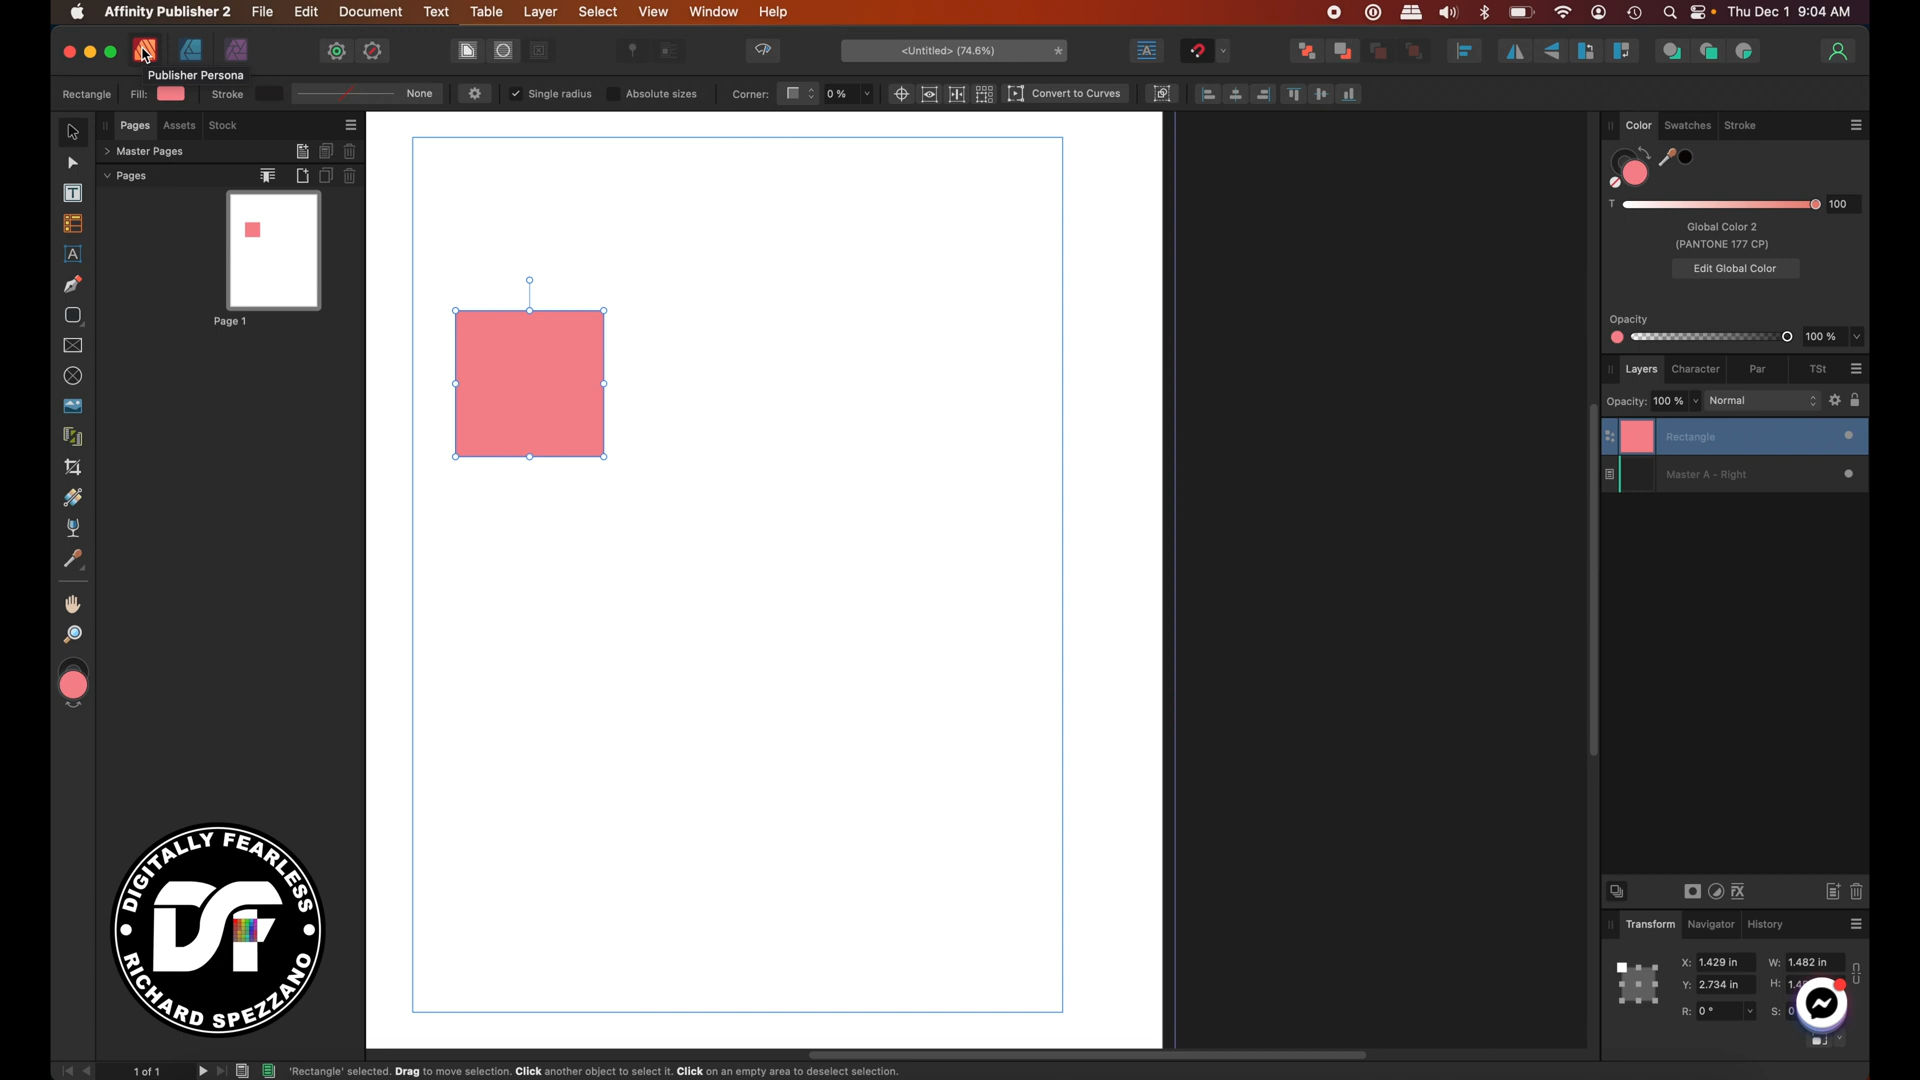 Affinity Publisher 2 File Edit Document Text Table Layer Select View Window Help Thu Dec 1 9:04 AM
<Untitled> (74.6%) *
Publisher Persona
Rectangle Fill: Stroke None Single radius Absolute sizes Corner: 0 % Convert to Curves
Pages Assets Stock
Master Pages
Pages
Page 1
Color Swatches Stroke
T 100
Global Color 2
(PANTONE 177 CP)
Edit Global Color
Opacity
100 %
Layers Character Par TSt
Opacity: 100 % Normal
Rectangle
Master A - Right
Transform Navigator History
X: 1.429 in W: 1.482 in
Y: 2.734 in H:
R: 0 ° S:
DIGITALLY FEARLESS
DSF
RICHARD SPEZZANO
1 of 1 'Rectangle' selected. Drag to move selection. Click another object to select it. Click on an empty area to deselect selection.